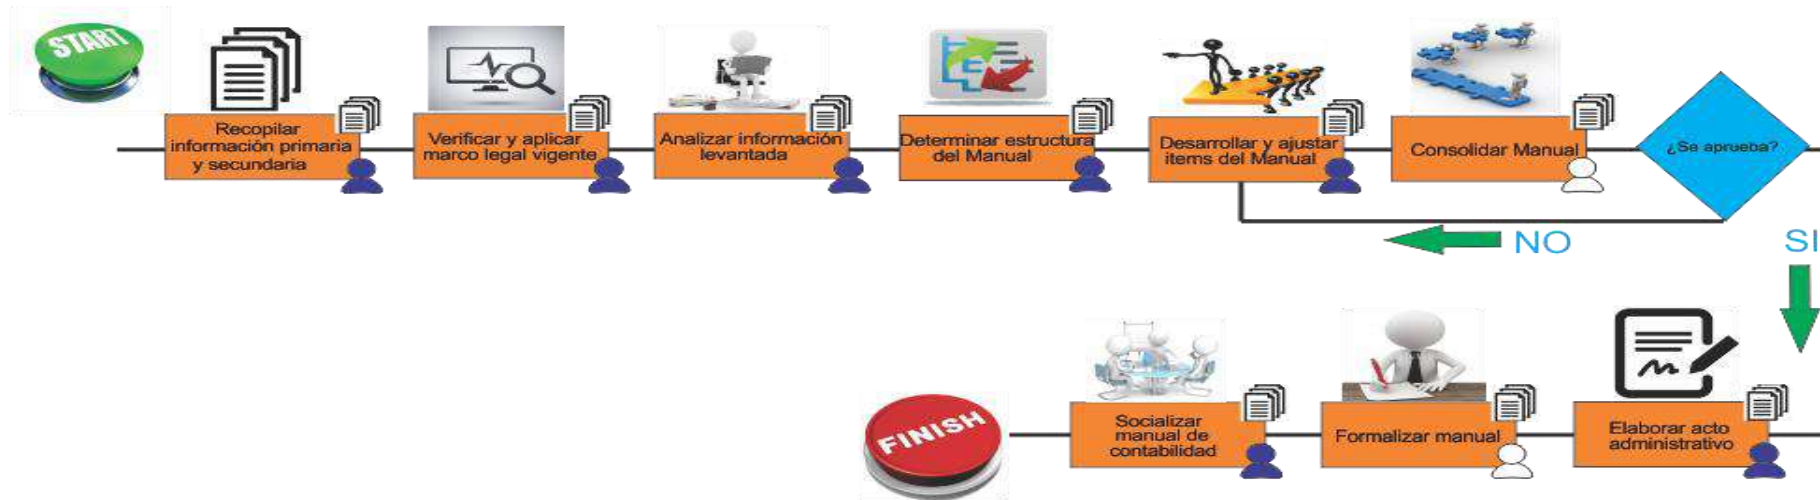 START
Recopilar
información primaria
y secundaria
Verificar y aplicar
marco legal vigente
Analizar información
levantada
Determinar estructura
del Manual
Desarrollar y ajustar
items del Manual
Consolidar Manual
¿Se aprueba?
NO
SI
Elaborar acto
administrativo
Formalizar manual
Socializar
manual de
contabilidad
FINISH